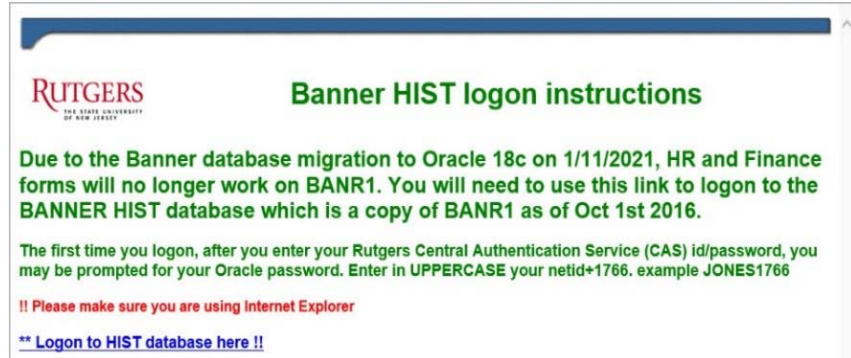 RUTGERS
THE STATE UNIVERSITY
OF NEW JERSEY
Banner HIST logon instructions
Due to the Banner database migration to Oracle 18c on 1/11/2021, HR and Finance
forms will no longer work on BANR1. You will need to use this link to logon to the
BANNER HIST database which is a copy of BANR1 as of Oct 1st 2016.
The first time you logon, after you enter your Rutgers Central Authentication Service (CAS) id/password, you
may be prompted for your Oracle password. Enter in UPPERCASE your netid+1766. example JONES1766
!! Please make sure you are using Internet Explorer
** Logon to HIST database here !!